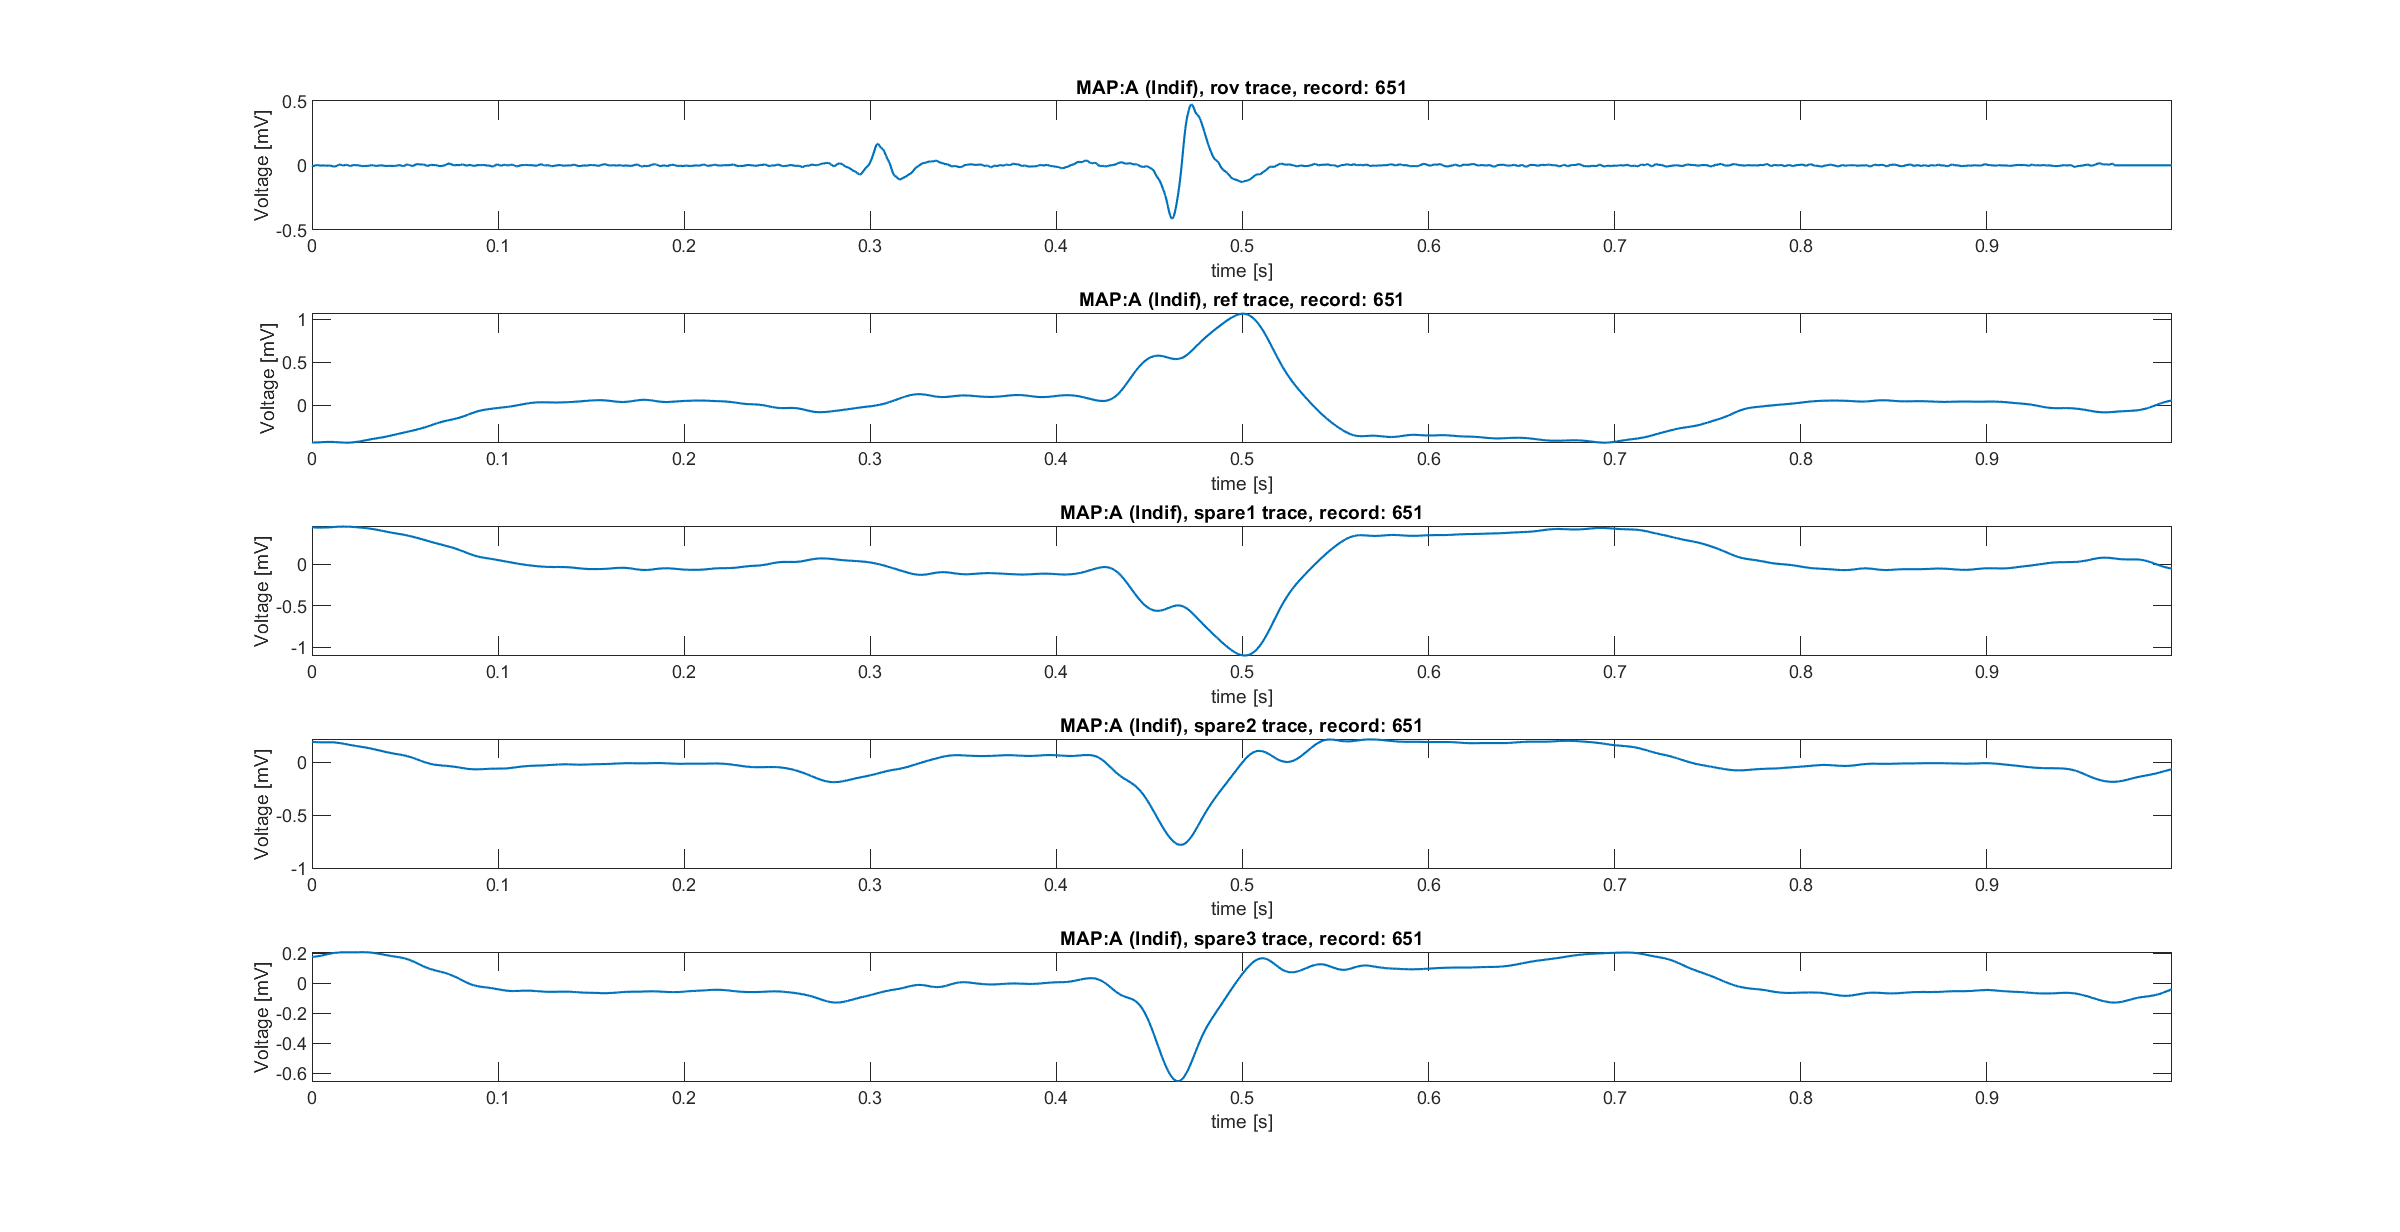 MAP:A (Indif), rov trace, record: 651
Voltage [mV]
0.5
0
-0.5
0 0.1 0.2 0.3 0.4 0.5 0.6 0.7 0.8 0.9
time [s]
MAP:A (Indif), ref trace, record: 651
Voltage [mV]
1
0.5
0
0 0.1 0.2 0.3 0.4 0.5 0.6 0.7 0.8 0.9
time [s]
MAP:A (Indif), spare1 trace, record: 651
Voltage [mV]
0
-0.5
-1
0 0.1 0.2 0.3 0.4 0.5 0.6 0.7 0.8 0.9
time [s]
MAP:A (Indif), spare2 trace, record: 651
Voltage [mV]
0
-0.5
-1
0 0.1 0.2 0.3 0.4 0.5 0.6 0.7 0.8 0.9
time [s]
MAP:A (Indif), spare3 trace, record: 651
Voltage [mV]
0.2
0
-0.2
-0.4
-0.6
0 0.1 0.2 0.3 0.4 0.5 0.6 0.7 0.8 0.9
time [s]